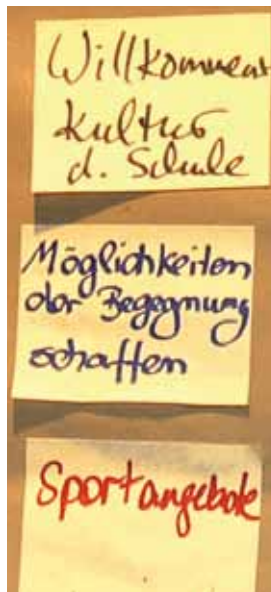 Willkommens
Kultur
d. Schule
Möglichkeiten
der Begegnung
schaffen
Sportangebote